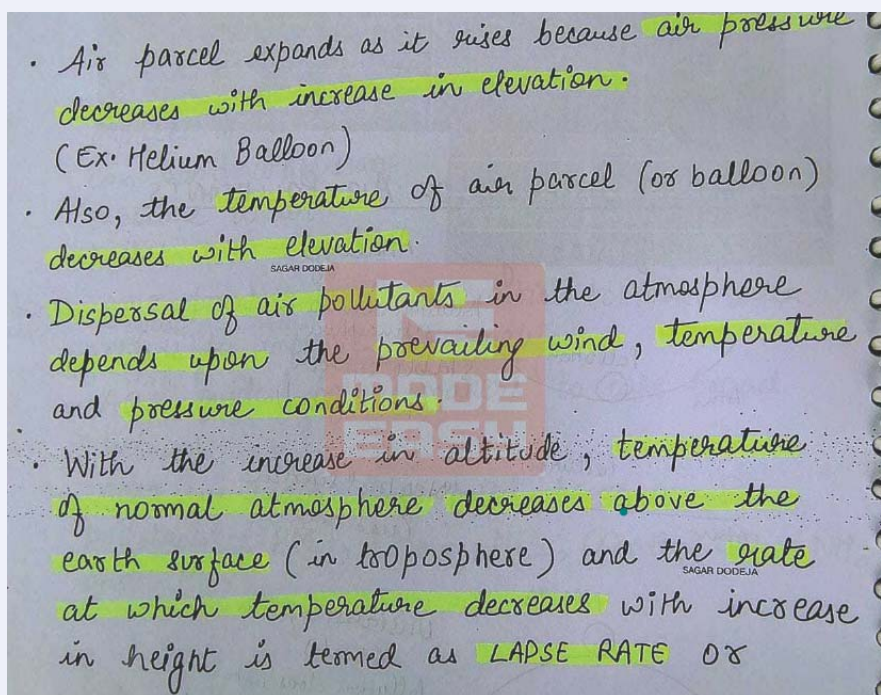 · Air parcel expands as it rises because air pressure
decreases with increase in elevation.
(Ex. Helium Balloon)
· Also, the temperature of air parcel (or balloon)
decreases with elevation.
SAGAR DODEJA
· Dispersal of air pollutants in the atmosphere
depends upon the prevailing wind, temperature
and pressure conditions.
MADE
EASY
· With the increase in altitude, temperature
of normal atmosphere decreases above the
earth surface (in troposphere) and the rate
SAGAR DODEJA
at which temperature decreases with increase
in height is termed as LAPSE RATE or